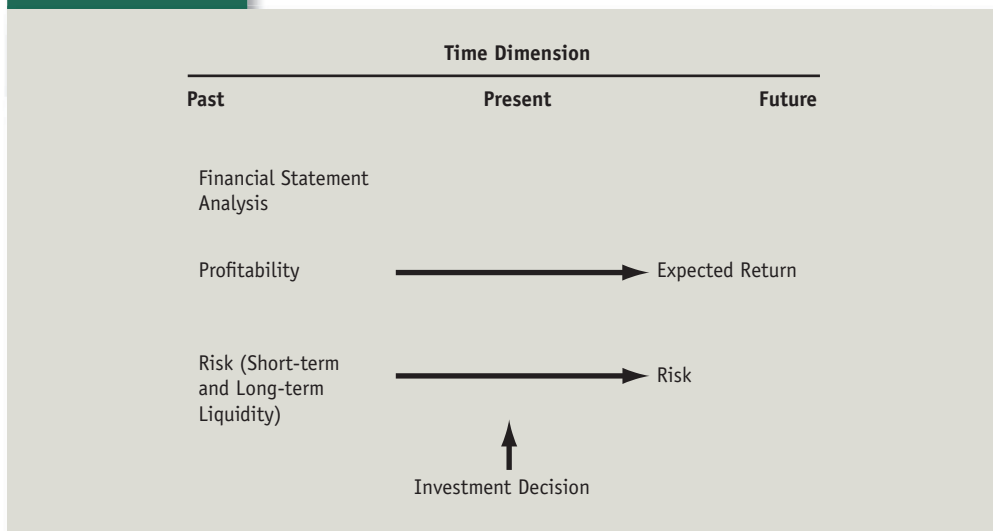 Time Dimension
Past Present Future
Financial Statement
Analysis
Profitability Expected Return
Risk (Short-term
and Long-term
Liquidity) Risk
Investment Decision